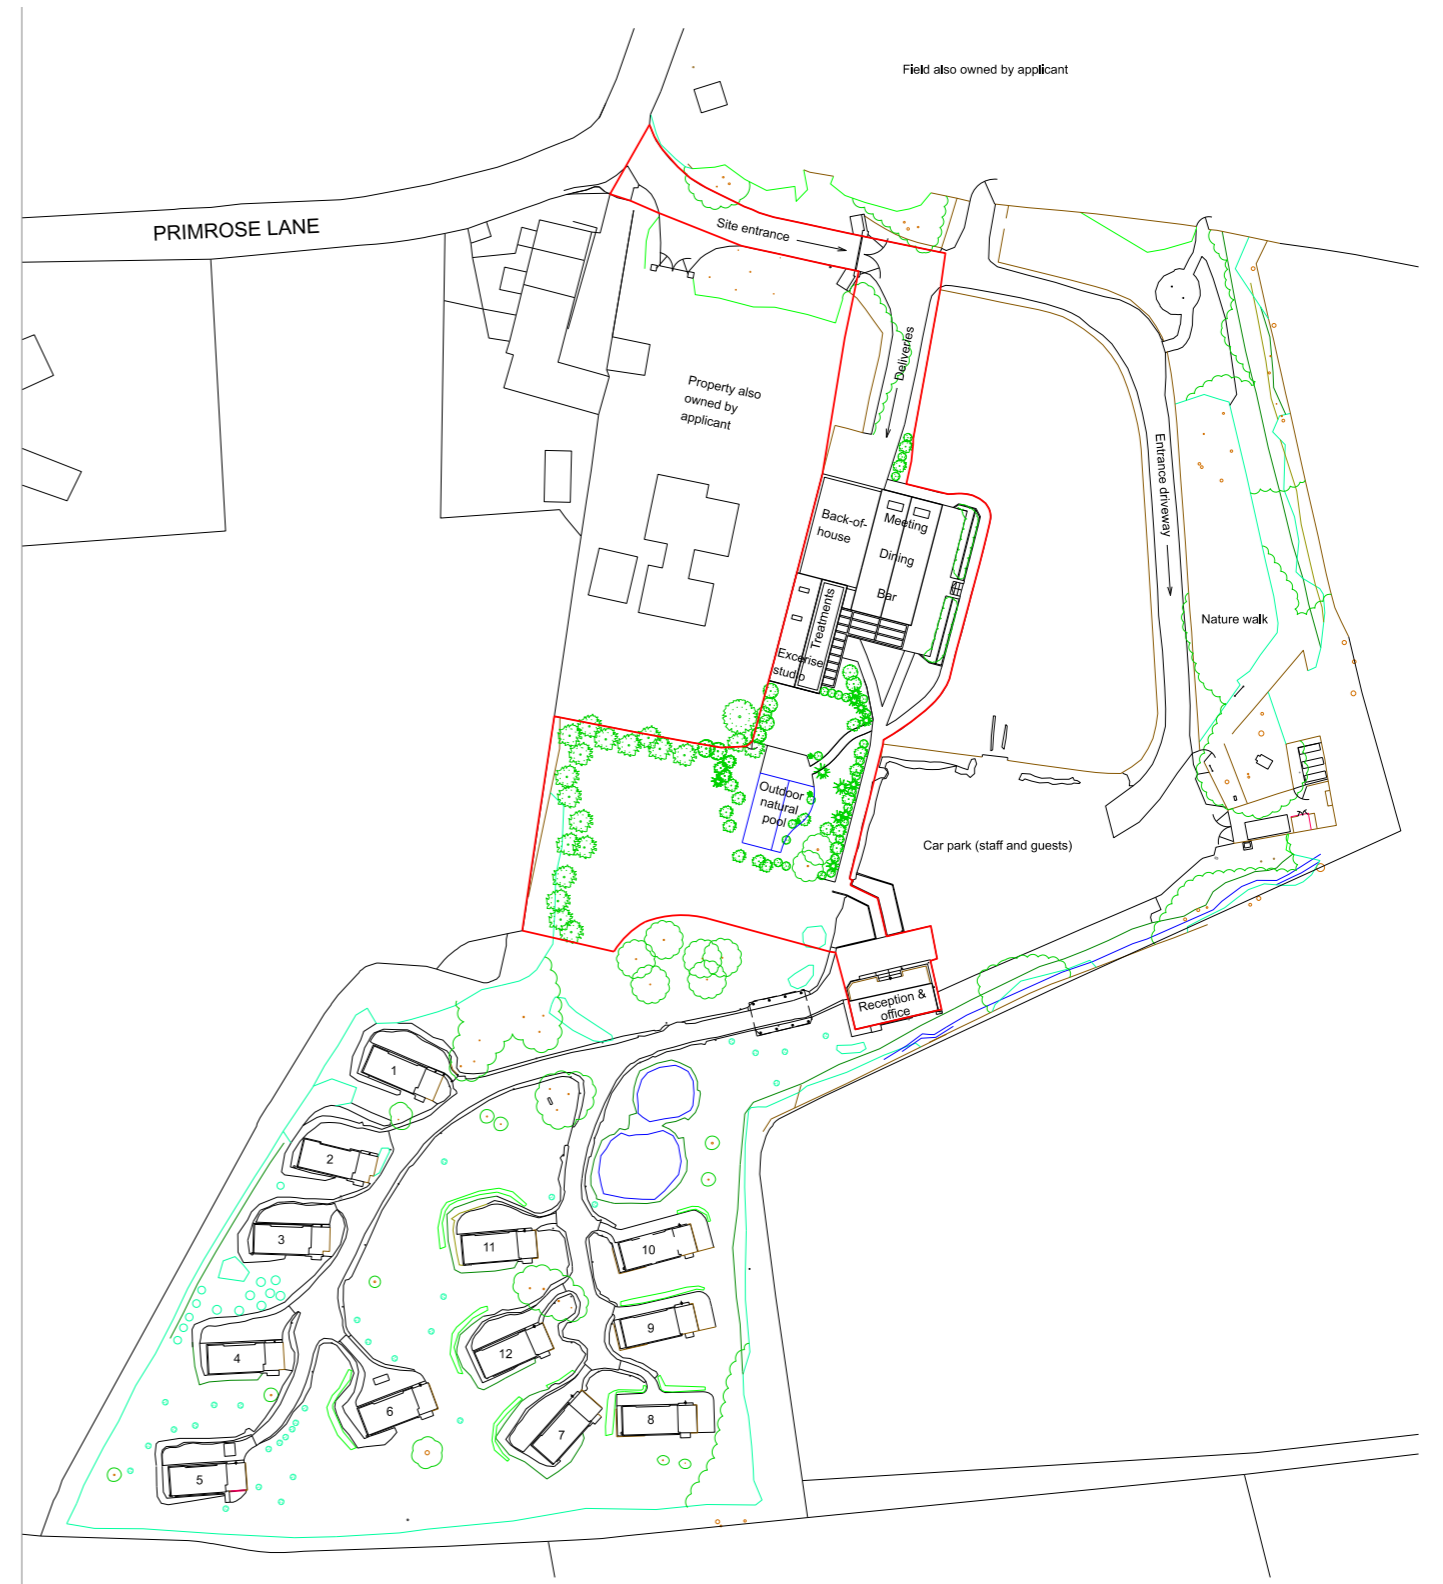 Field also owned by applicant
PRIMROSE LANE
Site entrance
Deliveries
Property also
owned by
applicant
Entrance driveway
Back-of-
house
Meeting
Dining
Bar
Treatments
Excerise
studio
Nature walk
Outdoor
natural
pool
Car park (staff and guests)
Reception &
office
1
2
3
4
5
6
7
8
9
10
11
12